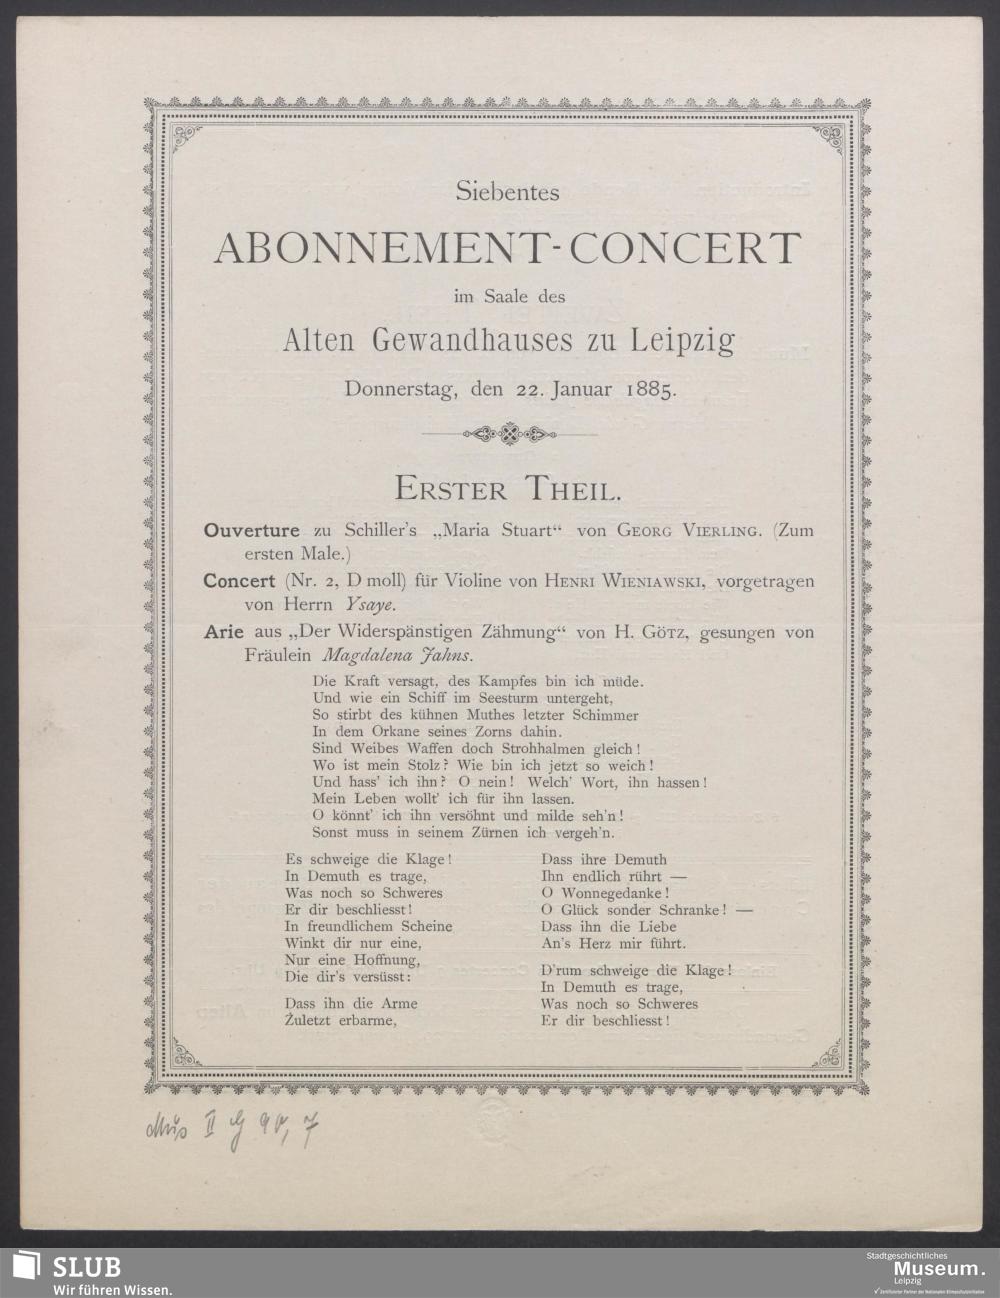 Siebentes
ABONNEMENT-CONCERT
im Saale des
Alten Gewandhauses zu Leipzig
Donnerstag, den 22. Januar 1885.
ERSTER THEIL.
Ouverture zu Schiller's „Maria Stuart“ von GEORG VIERLING. (Zum
ersten Male.)
Concert (Nr. 2, D moll) für Violine von HENRI WIENIAWSKI, vorgetragen
von Herrn Ysaye.
Arie aus „Der Widerspänstigen Zähmung“ von H. GÖTZ, gesungen von
Fräulein Magdalena Jahns.
Die Kraft versagt, des Kampfes bin ich müde.
Und wie ein Schiff im Seesturm untergeht,
So stirbt des kühnen Muthes letzter Schimmer
In dem Orkane seines Zorns dahin.
Sind Weibes Waffen doch Strohhalmen gleich!
Wo ist mein Stolz? Wie bin ich jetzt so weich!
Und hass' ich ihn? O nein! Welch' Wort, ihn hassen!
Mein Leben wollt' ich für ihn lassen.
O könnt' ich ihn versöhnt und milde seh'n!
Sonst muss in seinem Zürnen ich vergeh'n.
Es schweige die Klage!
In Demuth es trage,
Was noch so Schweres
Er dir beschliesst!
In freundlichem Scheine
Winkt dir nur eine,
Nur eine Hoffnung,
Die dir's versüsst:
Dass ihn die Arme
Zuletzt erbarme,
Dass ihre Demuth
Ihn endlich rührt —
O Wonnegedanke!
O Glück sonder Schranke! —
Dass ihn die Liebe
An's Herz mir führt.
D'rum schweige die Klage!
In Demuth es trage,
Was noch so Schweres
Er dir beschliesst!
Mus II G 90, 7
SLUB
Wir führen Wissen.
Stadtgeschichtliches
Museum.
Leipzig
Zertifizierter Partner der Nationalen Klimaschutzinitiative